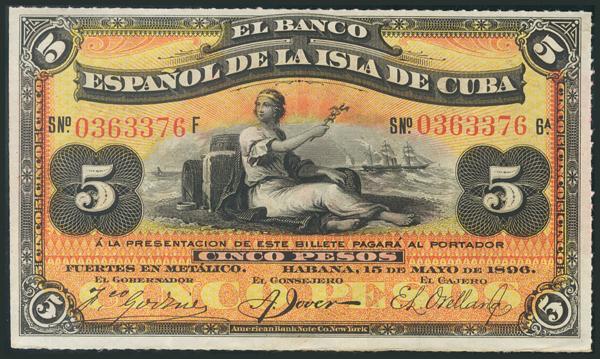 EL BANCO
ESPAÑOL DE LA ISLA DE CUBA
5 5
SNº. 0363376 F SNº. 0363376 6A
5 5
Á LA PRESENTACION DE ESTE BILLETE PAGARÁ AL PORTADOR
CINCO PESOS
FUERTES EN METÁLICO. HABANA, 15 DE MAYO DE 1896.
EL GOBERNADOR EL CONSEJERO EL CAJERO
5 5
American Bank Note Co. New York